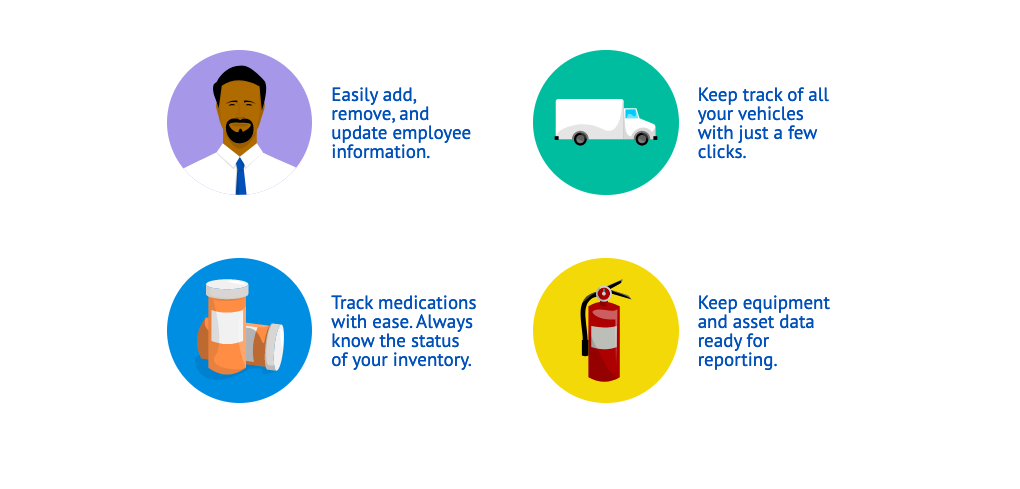 Easily add,
remove, and
update employee
information.
Keep track of all
your vehicles
with just a few
clicks.
Track medications
with ease. Always
know the status
of your inventory.
Keep equipment
and asset data
ready for
reporting.